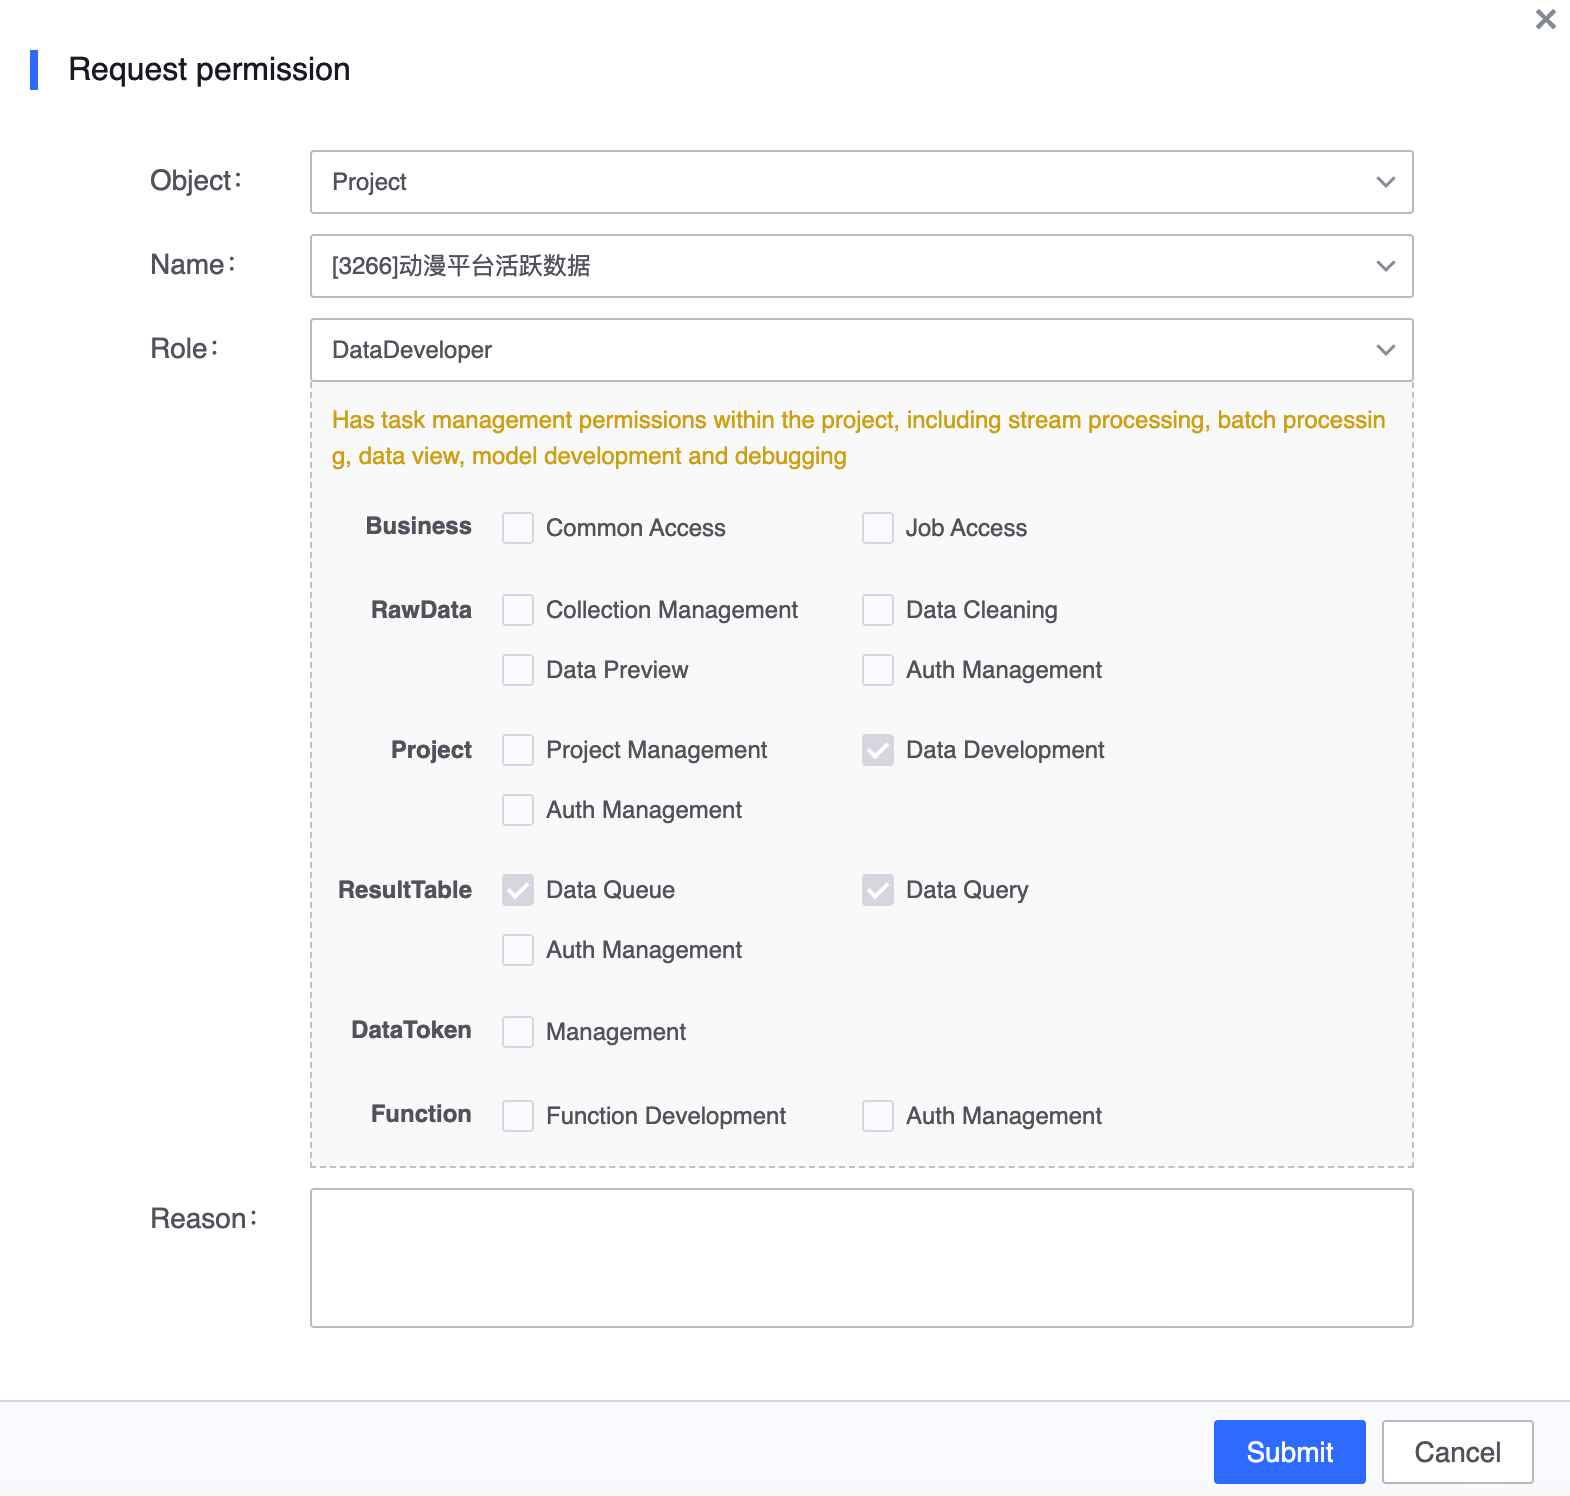 Request permission
Object：
Project
Name：
[3266]动漫平台活跃数据
Role：
DataDeveloper
Has task management permissions within the project, including stream processing, batch processin
g, data view, model development and debugging
Business Common Access Job Access
RawData Collection Management Data Cleaning
Data Preview Auth Management
Project Project Management Data Development
Auth Management
ResultTable Data Queue Data Query
Auth Management
DataToken Management
Function Function Development Auth Management
Reason：
Submit Cancel